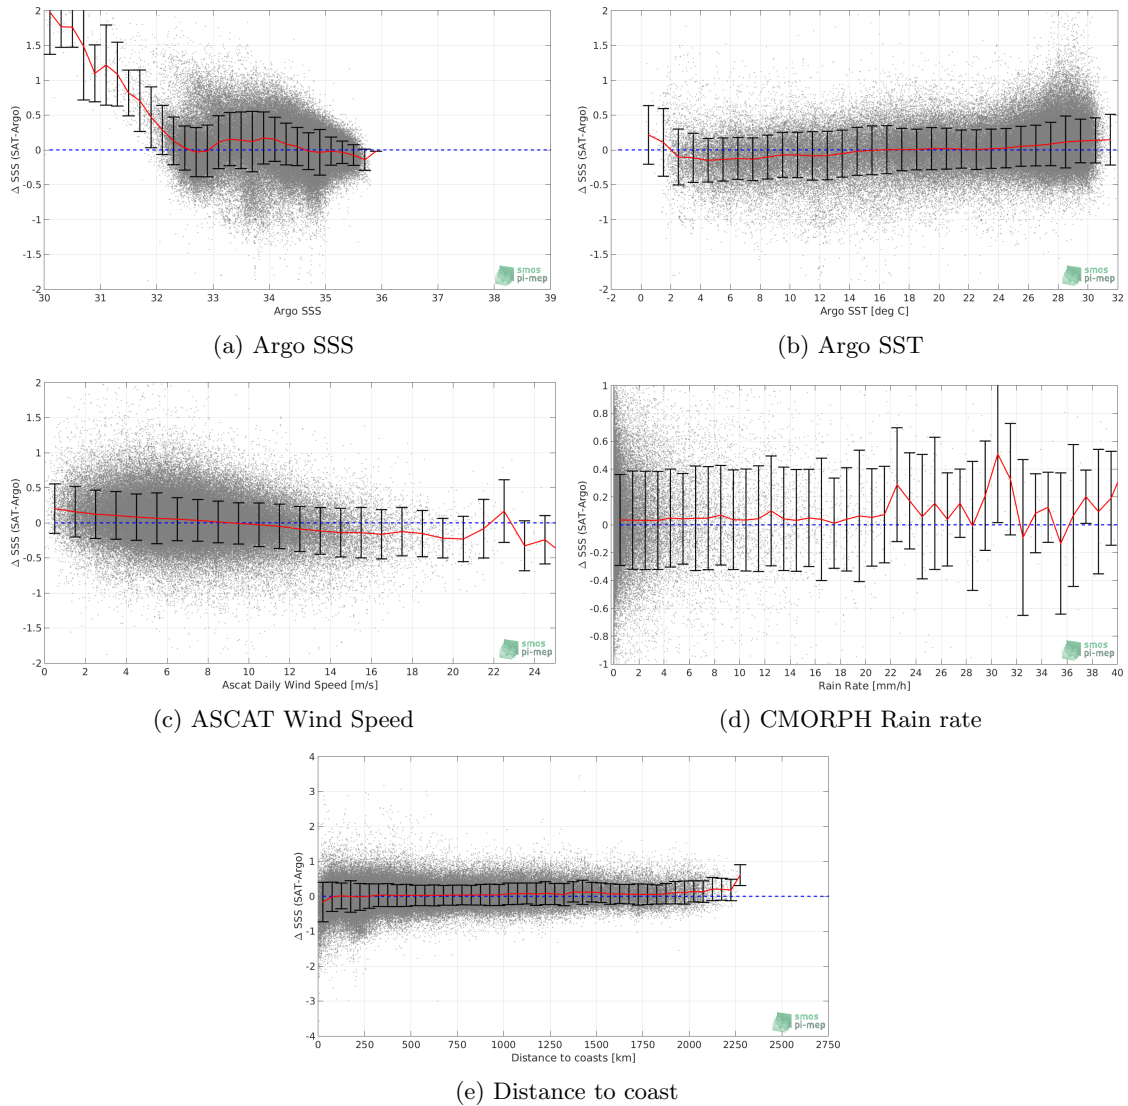 2
1.5
1
0.5
0
-0.5
-1
-1.5
-2
Δ SSS (SAT-Argo)
30 31 32 33 34 35 36 37 38 39
Argo SSS
smos
pi-mep
(a) Argo SSS
2
1.5
1
0.5
0
-0.5
-1
-1.5
-2
Δ SSS (SAT-Argo)
-2 0 2 4 6 8 10 12 14 16 18 20 22 24 26 28 30 32
Argo SST [deg C]
smos
pi-mep
(b) Argo SST
2
1.5
1
0.5
0
-0.5
-1
-1.5
-2
Δ SSS (SAT-Argo)
0 2 4 6 8 10 12 14 16 18 20 22 24
Ascat Daily Wind Speed [m/s]
smos
pi-mep
(c) ASCAT Wind Speed
1
0.8
0.6
0.4
0.2
0
-0.2
-0.4
-0.6
-0.8
-1
Δ SSS (SAT-Argo)
0 2 4 6 8 10 12 14 16 18 20 22 24 26 28 30 32 34 36 38 40
Rain Rate [mm/h]
smos
pi-mep
(d) CMORPH Rain rate
4
3
2
1
0
-1
-2
-3
-4
Δ SSS (SAT-Argo)
0 250 500 750 1000 1250 1500 1750 2000 2250 2500 2750
Distance to coasts [km]
smos
pi-mep
(e) Distance to coast